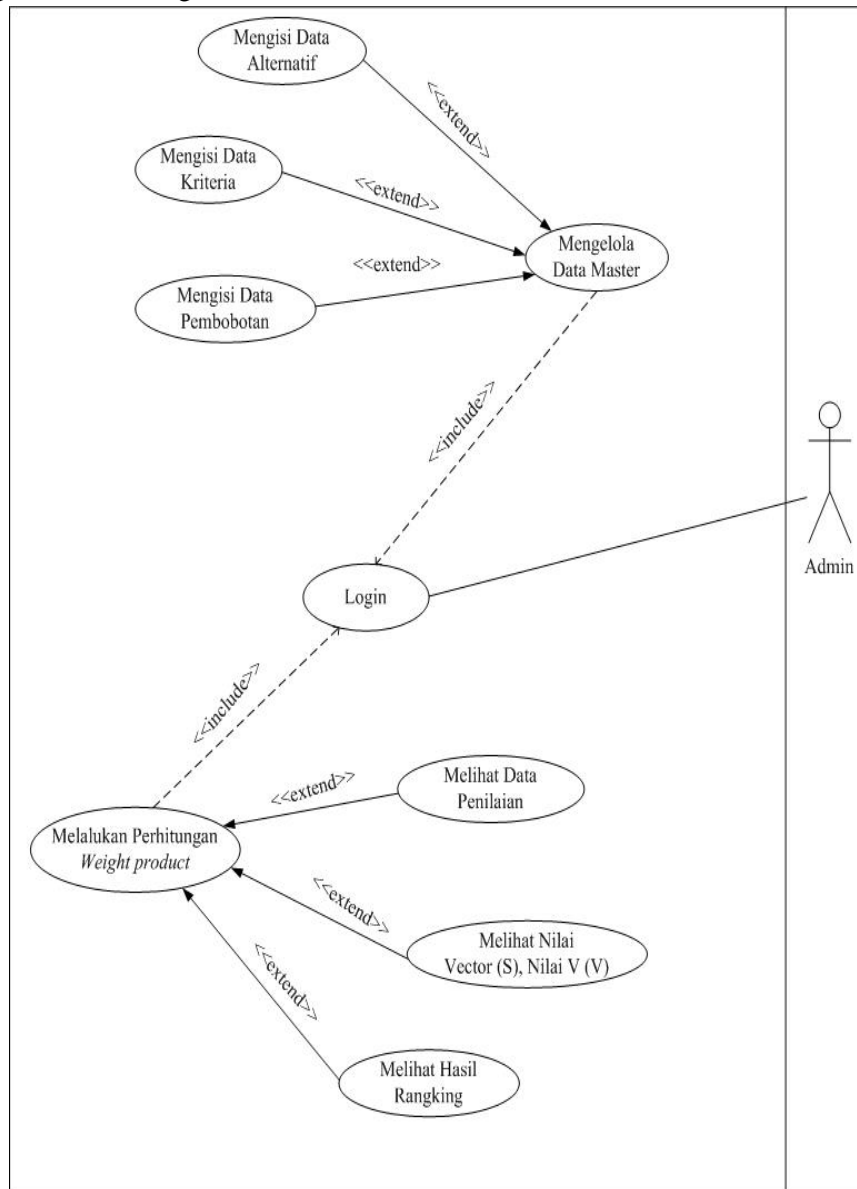 Mengisi Data
Alternatif
<<extend>>
Mengisi Data
Kriteria
<<extend>>
Mengelola
Data Master
<<extend>>
Mengisi Data
Pembobotan
<<include>>
Admin
Login
<<include>>
Melihat Data
Penilaian
<<extend>>
Melalukan Perhitungan
Weight product
<<extend>>
Melihat Nilai
Vector (S), Nilai V (V)
<<extend>>
Melihat Hasil
Rangking